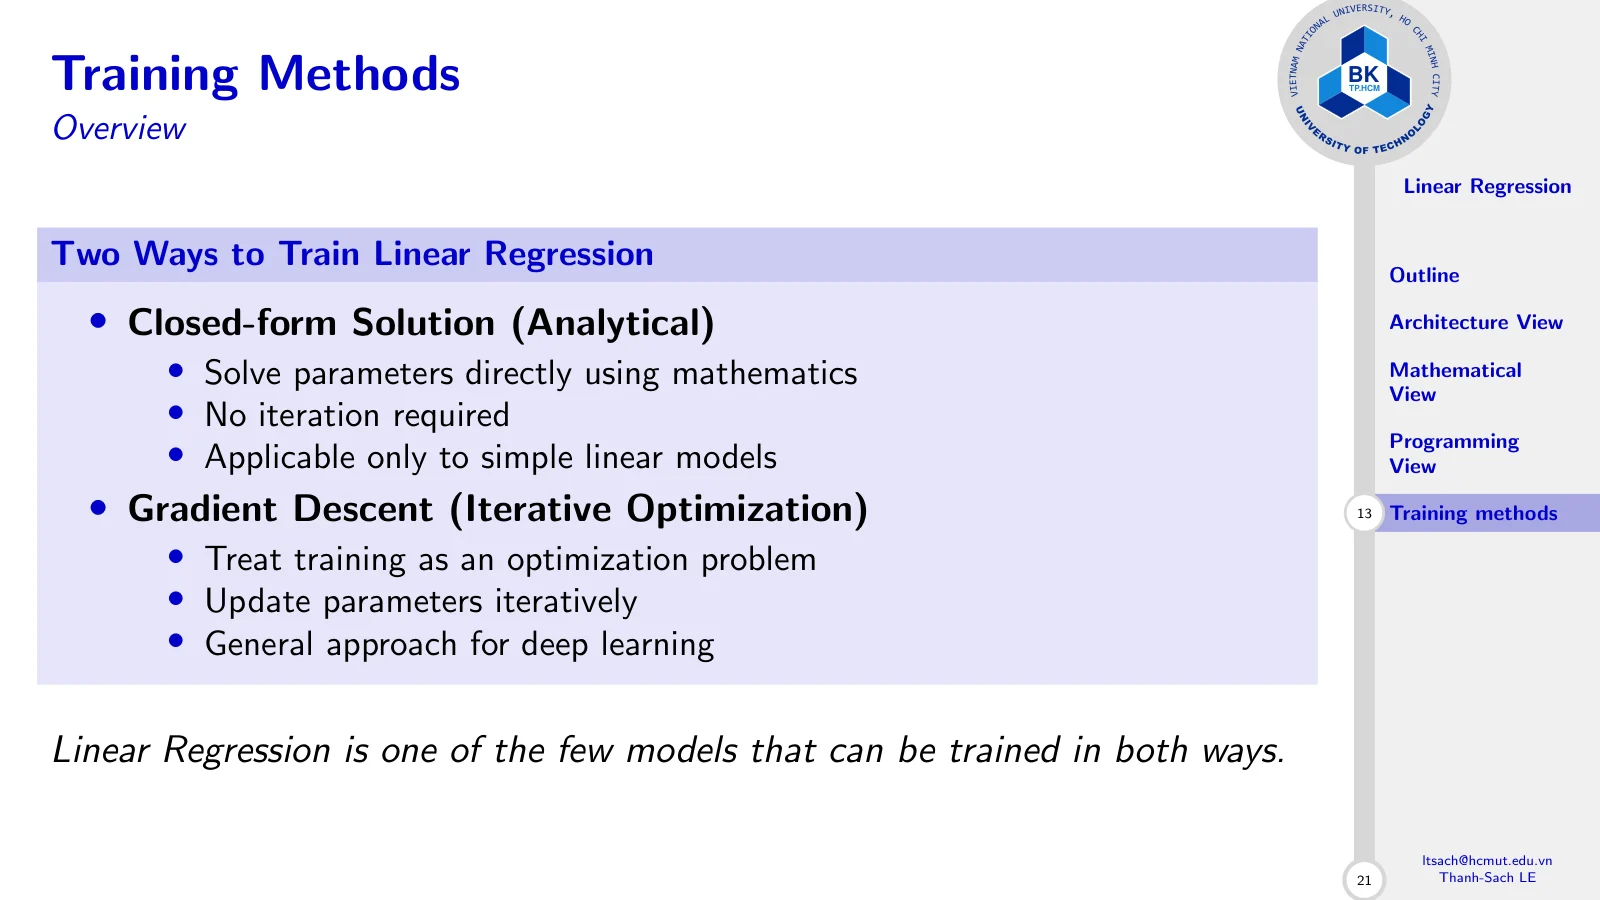 Training Methods
Overview
Two Ways to Train Linear Regression
• Closed-form Solution (Analytical)
• Solve parameters directly using mathematics
• No iteration required
• Applicable only to simple linear models
• Gradient Descent (Iterative Optimization)
• Treat training as an optimization problem
• Update parameters iteratively
• General approach for deep learning
Linear Regression is one of the few models that can be trained in both ways.
VIETNAM NATIONAL UNIVERSITY, HO CHI MINH CITY
BK
TP.HCM
UNIVERSITY OF TECHNOLOGY
Linear Regression
Outline
Architecture View
Mathematical
View
Programming
View
13 Training methods
ltsach@hcmut.edu.vn
Thanh-Sach LE
21